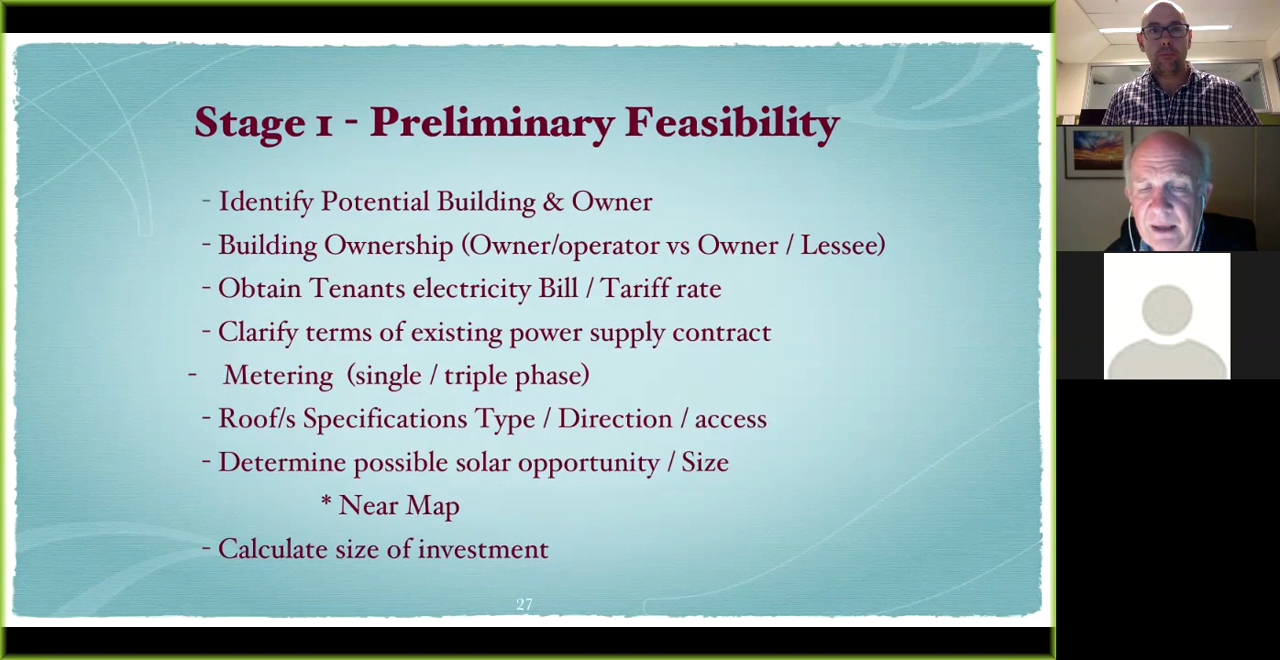 Stage 1 - Preliminary Feasibility
- Identify Potential Building & Owner
- Building Ownership (Owner/operator vs Owner / Lessee)
- Obtain Tenants electricity Bill / Tariff rate
- Clarify terms of existing power supply contract
- Metering (single / triple phase)
- Roof/s Specifications Type / Direction / access
- Determine possible solar opportunity / Size
* Near Map
- Calculate size of investment
27